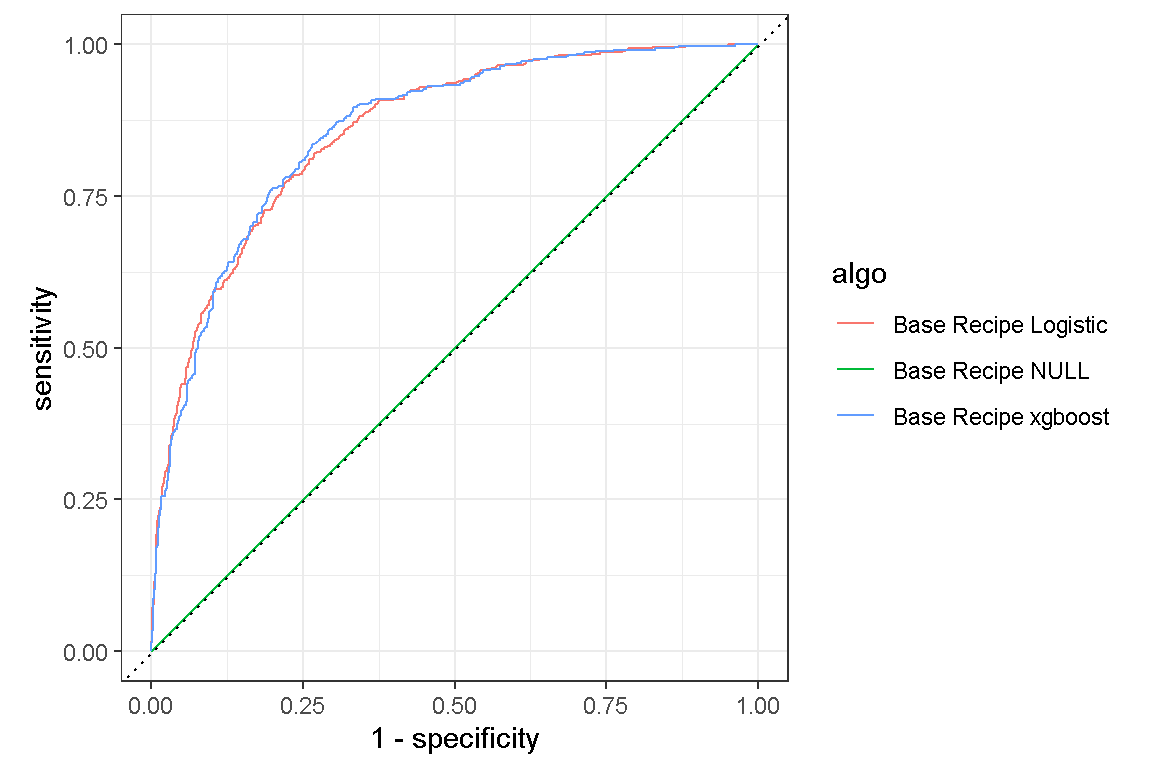 1.00
0.75
0.50
0.25
0.00
sensitivity
0.00 0.25 0.50 0.75 1.00
1 - specificity
algo
Base Recipe Logistic
Base Recipe NULL
Base Recipe xgboost